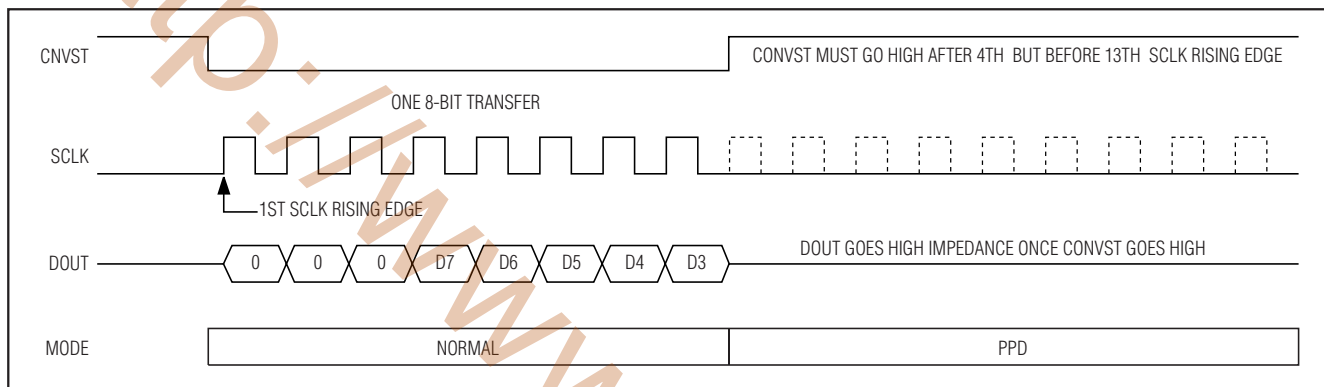 CNVST
CONVST MUST GO HIGH AFTER 4TH BUT BEFORE 13TH SCLK RISING EDGE
ONE 8-BIT TRANSFER
SCLK
1ST SCLK RISING EDGE
DOUT
0 0 0 D7 D6 D5 D4 D3
DOUT GOES HIGH IMPEDANCE ONCE CONVST GOES HIGH
MODE
NORMAL
PPD
tp://www